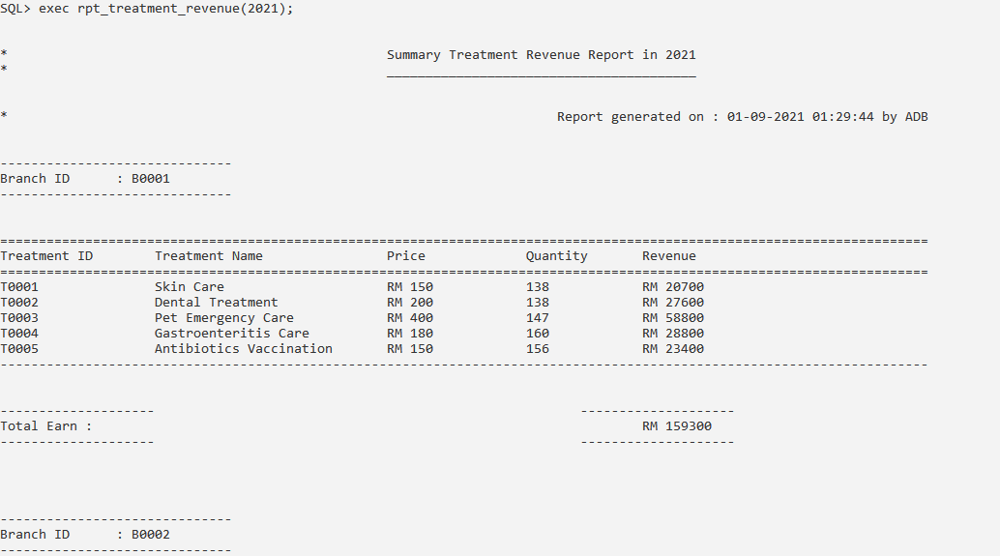 SQL> exec rpt_treatment_revenue(2021);
* Summary Treatment Revenue Report in 2021
* ________________________________________
* Report generated on : 01-09-2021 01:29:44 by ADB
------------------------------
Branch ID      : B0001
------------------------------
========================================================================================================================
Treatment ID        Treatment Name                Price             Quantity       Revenue
========================================================================================================================
T0001               Skin Care                     RM 150            138            RM 20700
T0002               Dental Treatment              RM 200            138            RM 27600
T0003               Pet Emergency Care            RM 400            147            RM 58800
T0004               Gastroenteritis Care          RM 180            160            RM 28800
T0005               Antibiotics Vaccination       RM 150            156            RM 23400
------------------------------------------------------------------------------------------------------------------------
--------------------                                                       --------------------
Total Earn :                                                                       RM 159300
--------------------                                                       --------------------
------------------------------
Branch ID      : B0002
------------------------------